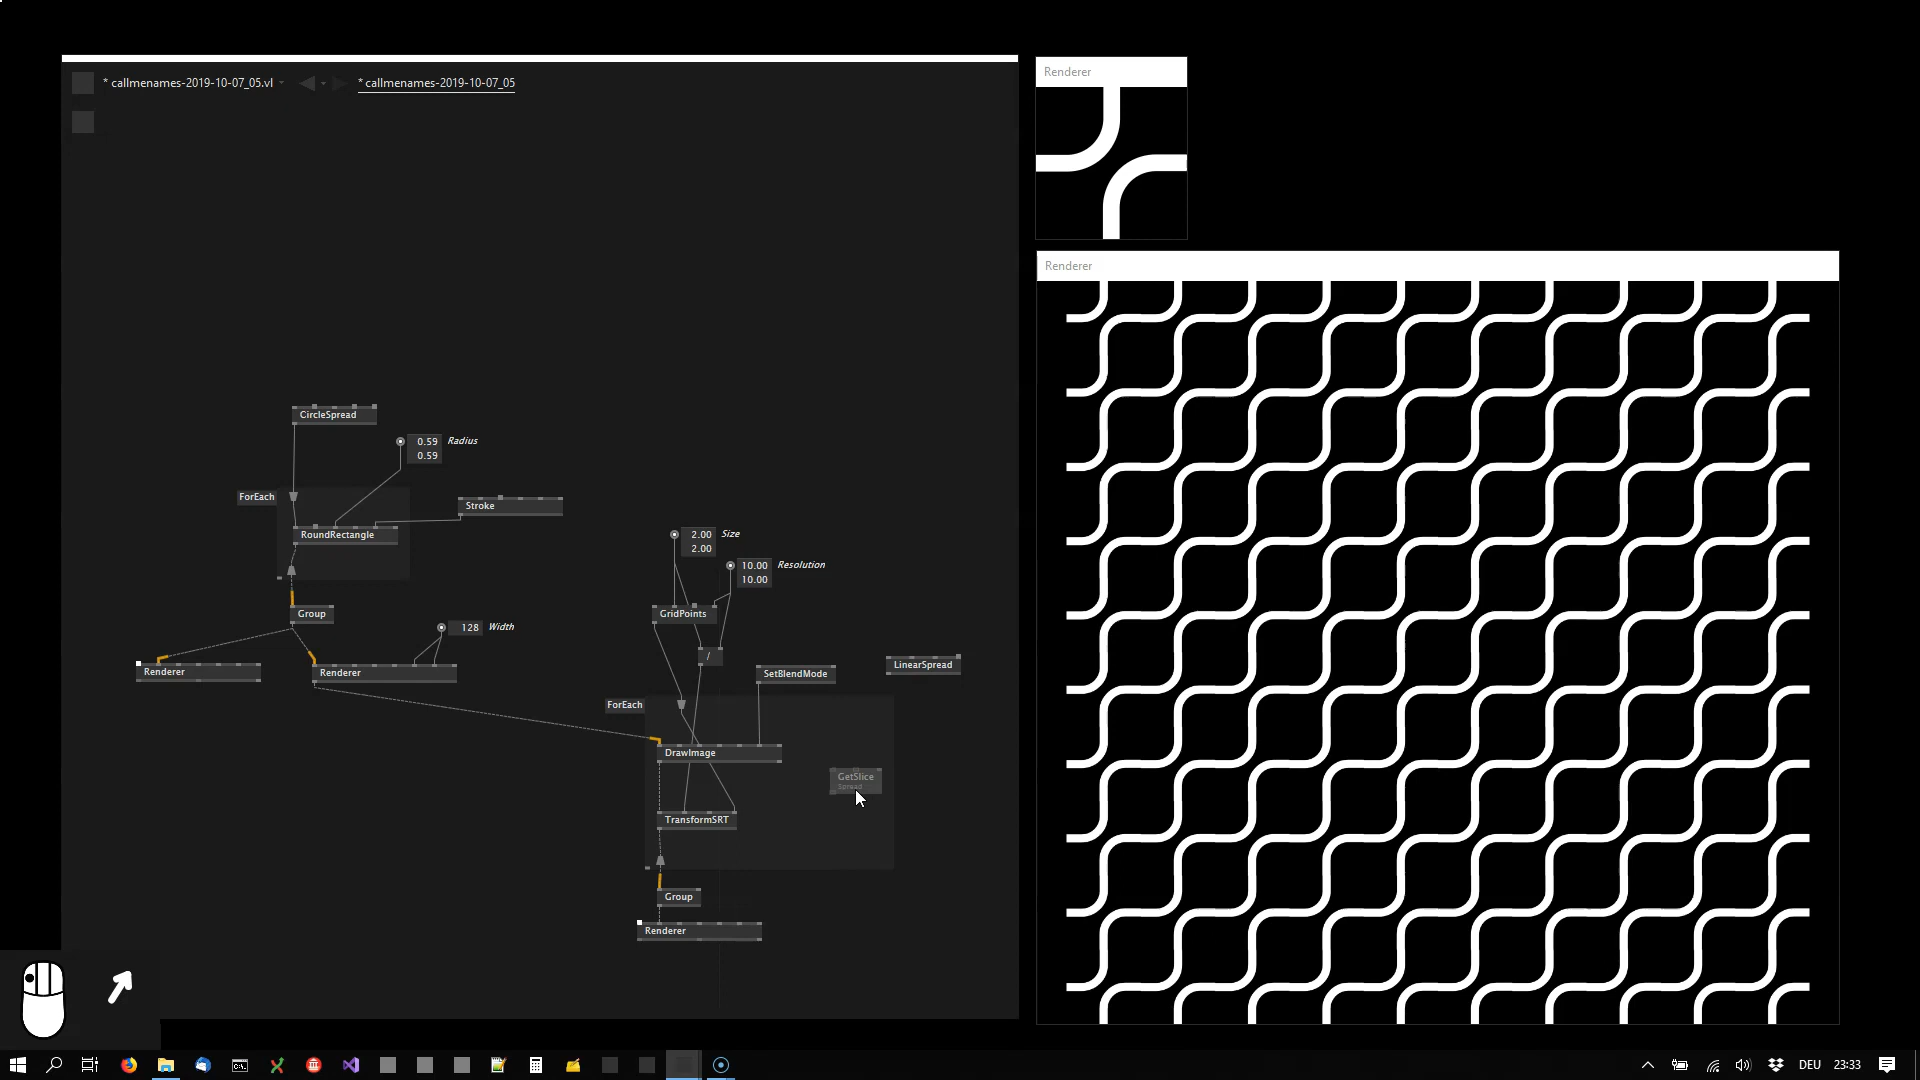 * callmenames-2019-10-07_05.vl
* callmenames-2019-10-07_05
Renderer
Renderer
CircleSpread
0.59
0.59
Radius
ForEach
Stroke
RoundRectangle
2.00
2.00
Size
10.00
10.00
Resolution
Group
GridPoints
128
Width
/
Renderer
Renderer
SetBlendMode
LinearSpread
ForEach
DrawImage
GetSlice
Spread
TransformSRT
Group
Renderer
DEU
23:33